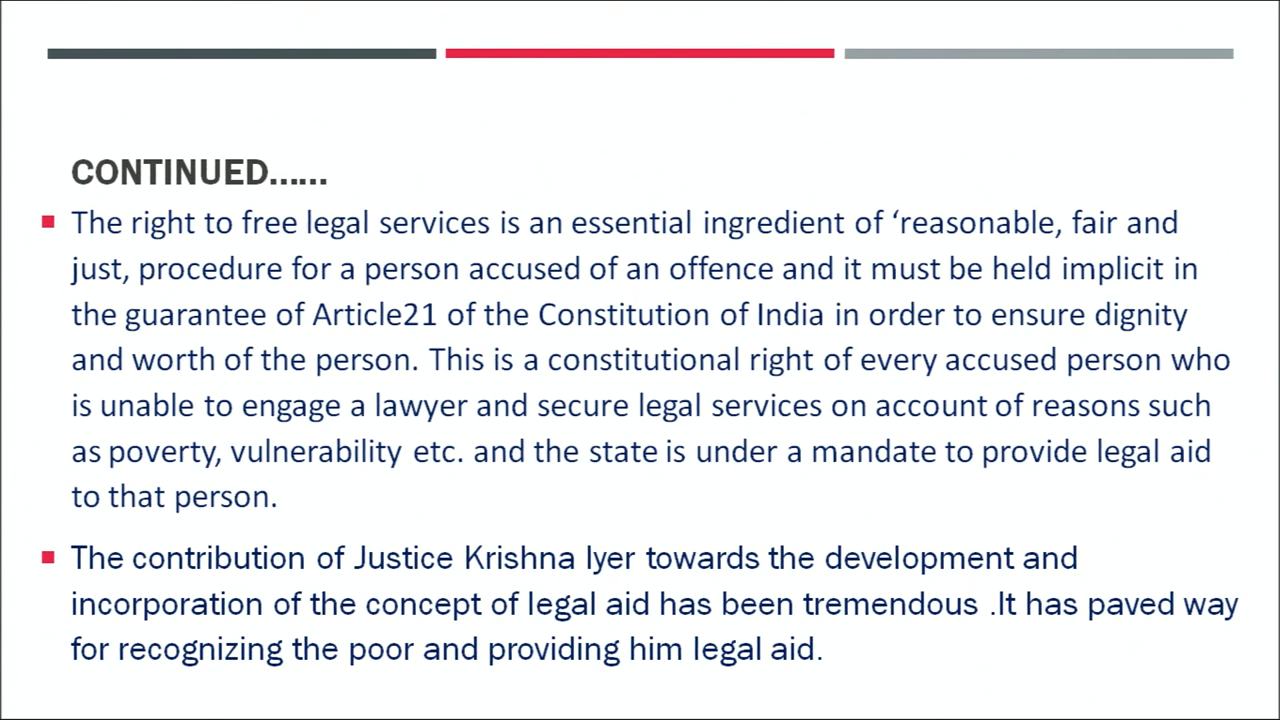 CONTINUED......
The right to free legal services is an essential ingredient of ‘reasonable, fair and
just, procedure for a person accused of an offence and it must be held implicit in
the guarantee of Article21 of the Constitution of India in order to ensure dignity
and worth of the person. This is a constitutional right of every accused person who
is unable to engage a lawyer and secure legal services on account of reasons such
as poverty, vulnerability etc. and the state is under a mandate to provide legal aid
to that person.
The contribution of Justice Krishna Iyer towards the development and
incorporation of the concept of legal aid has been tremendous .It has paved way
for recognizing the poor and providing him legal aid.